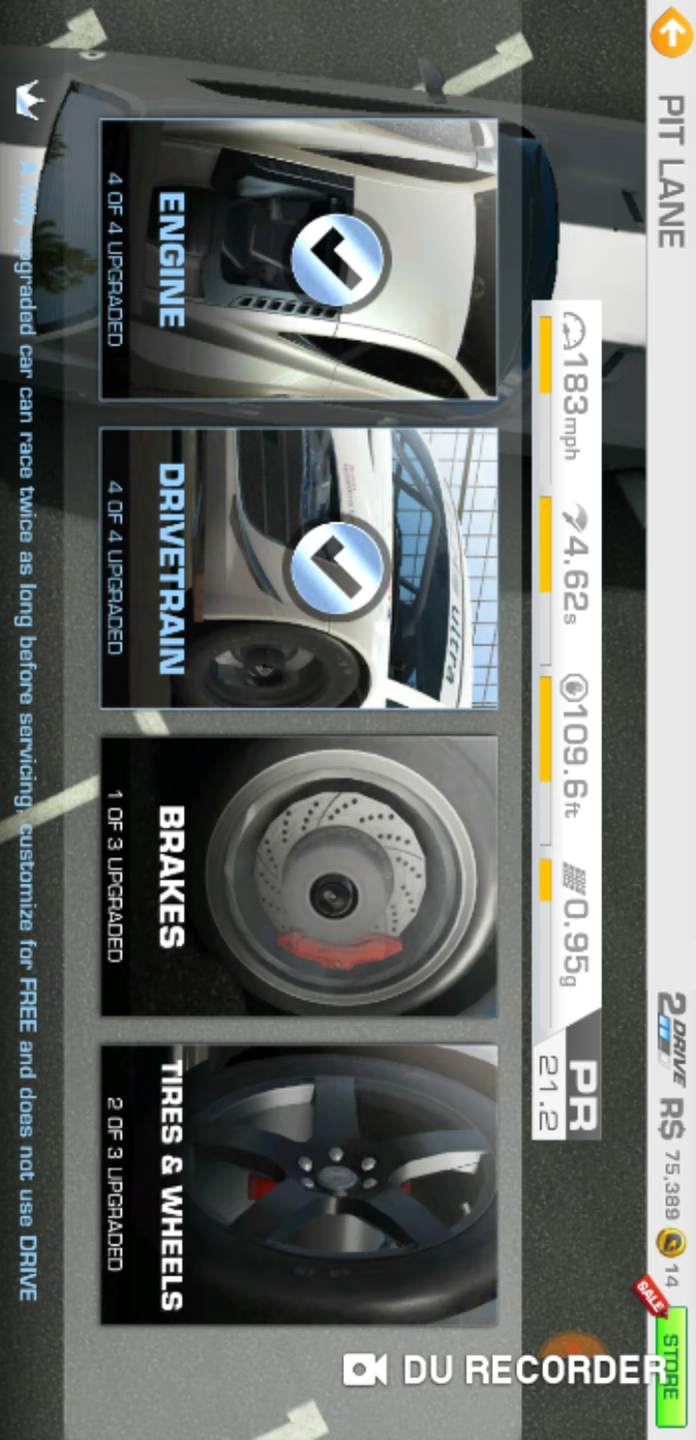 PIT LANE
2 DRIVE R$ 75,389 14
SALE
STORE
183mph 4.62s 109.6ft 0.95g
PR
21.2
ultra
ENGINE
4 OF 4 UPGRADED
DRIVETRAIN
4 OF 4 UPGRADED
BRAKES
1 OF 3 UPGRADED
TIRES & WHEELS
2 OF 3 UPGRADED
A fully upgraded car can race twice as long before servicing, customize for FREE and does not use DRIVE
DU RECORDER